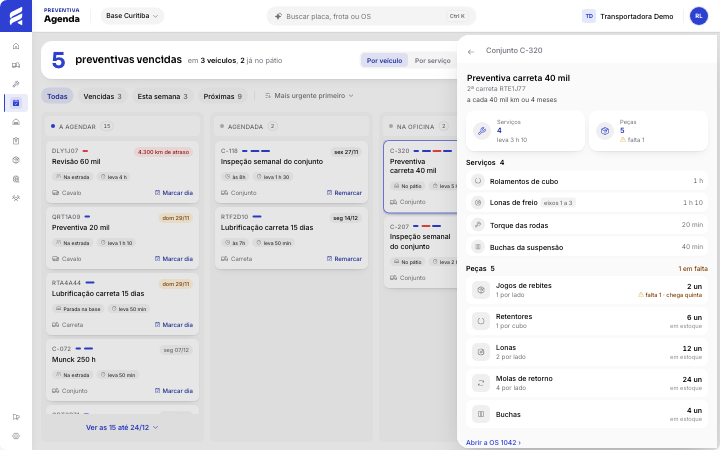 PREVENTIVA
Agenda
Base Curitiba
Buscar placa, frota ou OS
Ctrl K
TD
Transportadora Demo
RL
5 preventivas vencidas em 3 veículos, 2 já no pátio
Por veículo
Por serviço
Todas
Vencidas 3
Esta semana 3
Próximas 9
Mais urgente primeiro
A AGENDAR 15
DLY1J07
4.300 km de atraso
Revisão 60 mil
Na estrada
leva 4 h
Cavalo
Marcar dia
QRT1A09
dom 29/11
Preventiva 20 mil
Na estrada
leva 1 h 10
Cavalo
Marcar dia
RTA4A44
dom 29/11
Lubrificação carreta 15 dias
Parada na base
leva 50 min
Carreta
Marcar dia
C-072
seg 07/12
Munck 250 h
Na estrada
leva 50 min
Conjunto
Marcar dia
Ver as 15 até 24/12
AGENDADA 2
C-118
sex 27/11
Inspeção semanal do conjunto
às 8h
leva 1 h 30
Conjunto
Remarcar
RTF2D10
seg 14/12
Lubrificação carreta 15 dias
às 7h
leva 50 min
Carreta
Remarcar
NA OFICINA 2
C-320
Preventiva
carreta 40 mil
No pátio
leva 5
Conjunto
C-207
Inspeção semanal
do conjunto
No pátio
leva 2
Conjunto
Conjunto C-320
Preventiva carreta 40 mil
2ª carreta RTE1J77
a cada 40 mil km ou 4 meses
Serviços
4
leva 3 h 10
Peças
5
falta 1
Serviços 4
Rolamentos de cubo
1 h
Lonas de freio
eixos 1 a 3
1 h 10
Torque das rodas
20 min
Buchas da suspensão
40 min
Peças 5
1 em falta
Jogos de rebites
2 un
1 por lado
falta 1 · chega quinta
Retentores
6 un
1 por cubo
em estoque
Lonas
12 un
2 por lado
em estoque
Molas de retorno
24 un
4 por lado
em estoque
Buchas
4 un
em estoque
Abrir a OS 1042 ›